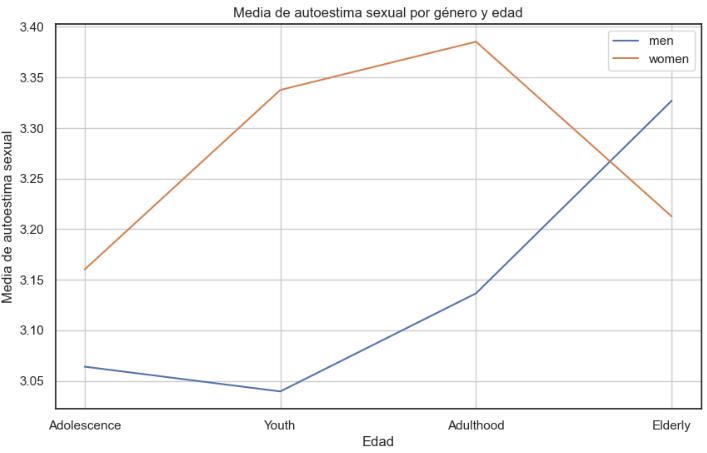 Media de autoestima sexual por género y edad
3.40
3.35
3.30
3.25
3.20
3.15
3.10
3.05
Media de autoestima sexual
men
women
Adolescence
Youth
Adulthood
Elderly
Edad